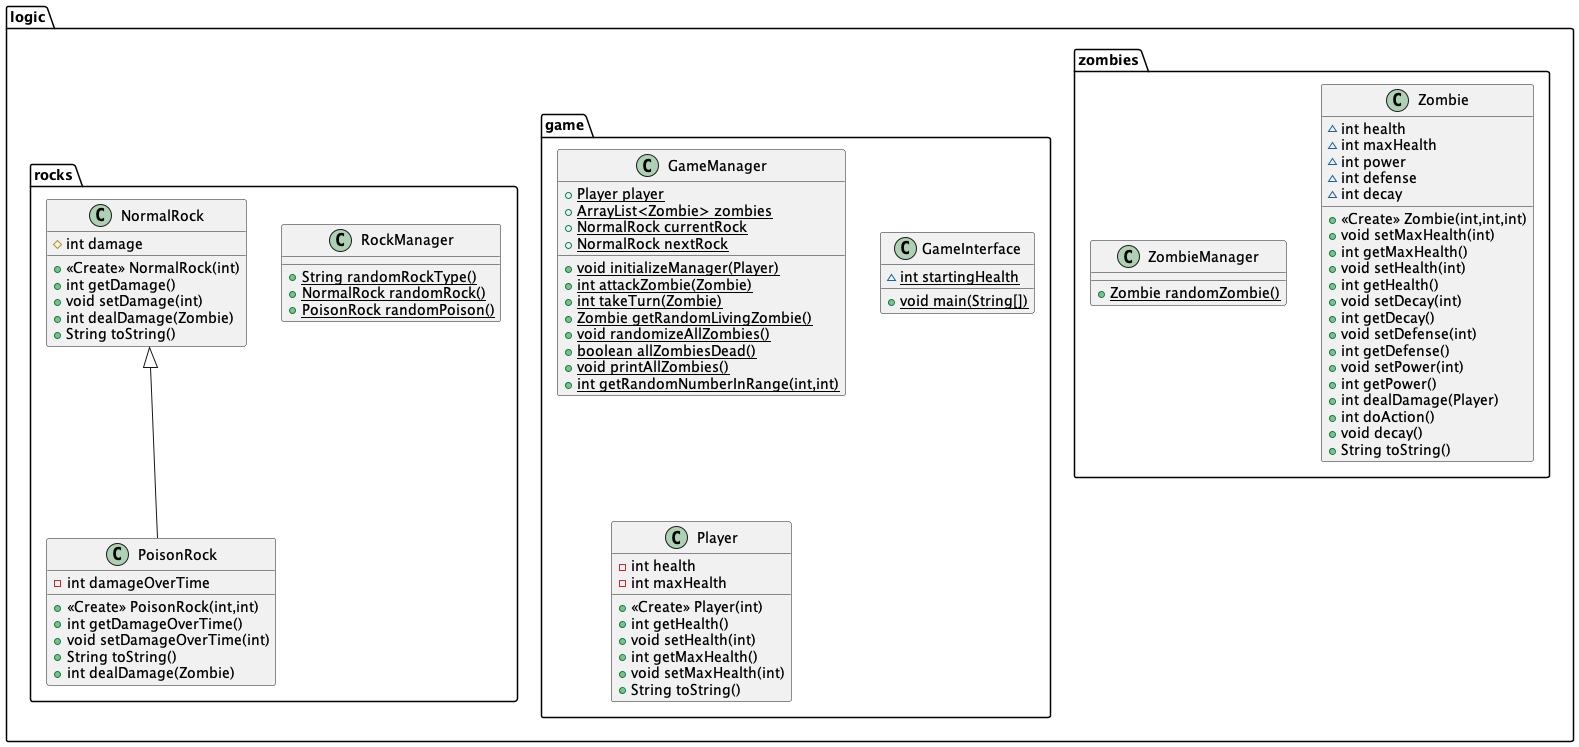 logic
rocks
C NormalRock
int damage
«Create» NormalRock(int)
int getDamage()
void setDamage(int)
int dealDamage(Zombie)
String toString()
C RockManager
String randomRockType()
NormalRock randomRock()
PoisonRock randomPoison()
C PoisonRock
int damageOverTime
«Create» PoisonRock(int,int)
int getDamageOverTime()
void setDamageOverTime(int)
String toString()
int dealDamage(Zombie)
game
C GameManager
Player player
ArrayList<Zombie> zombies
NormalRock currentRock
NormalRock nextRock
void initializeManager(Player)
int attackZombie(Zombie)
int takeTurn(Zombie)
Zombie getRandomLivingZombie()
void randomizeAllZombies()
boolean allZombiesDead()
void printAllZombies()
int getRandomNumberInRange(int,int)
C GameInterface
int startingHealth
void main(String[])
C Player
int health
int maxHealth
«Create» Player(int)
int getHealth()
void setHealth(int)
int getMaxHealth()
void setMaxHealth(int)
String toString()
zombies
C ZombieManager
Zombie randomZombie()
C Zombie
int health
int maxHealth
int power
int defense
int decay
«Create» Zombie(int,int,int)
void setMaxHealth(int)
int getMaxHealth()
void setHealth(int)
int getHealth()
void setDecay(int)
int getDecay()
void setDefense(int)
int getDefense()
void setPower(int)
int getPower()
int dealDamage(Player)
int doAction()
void decay()
String toString()